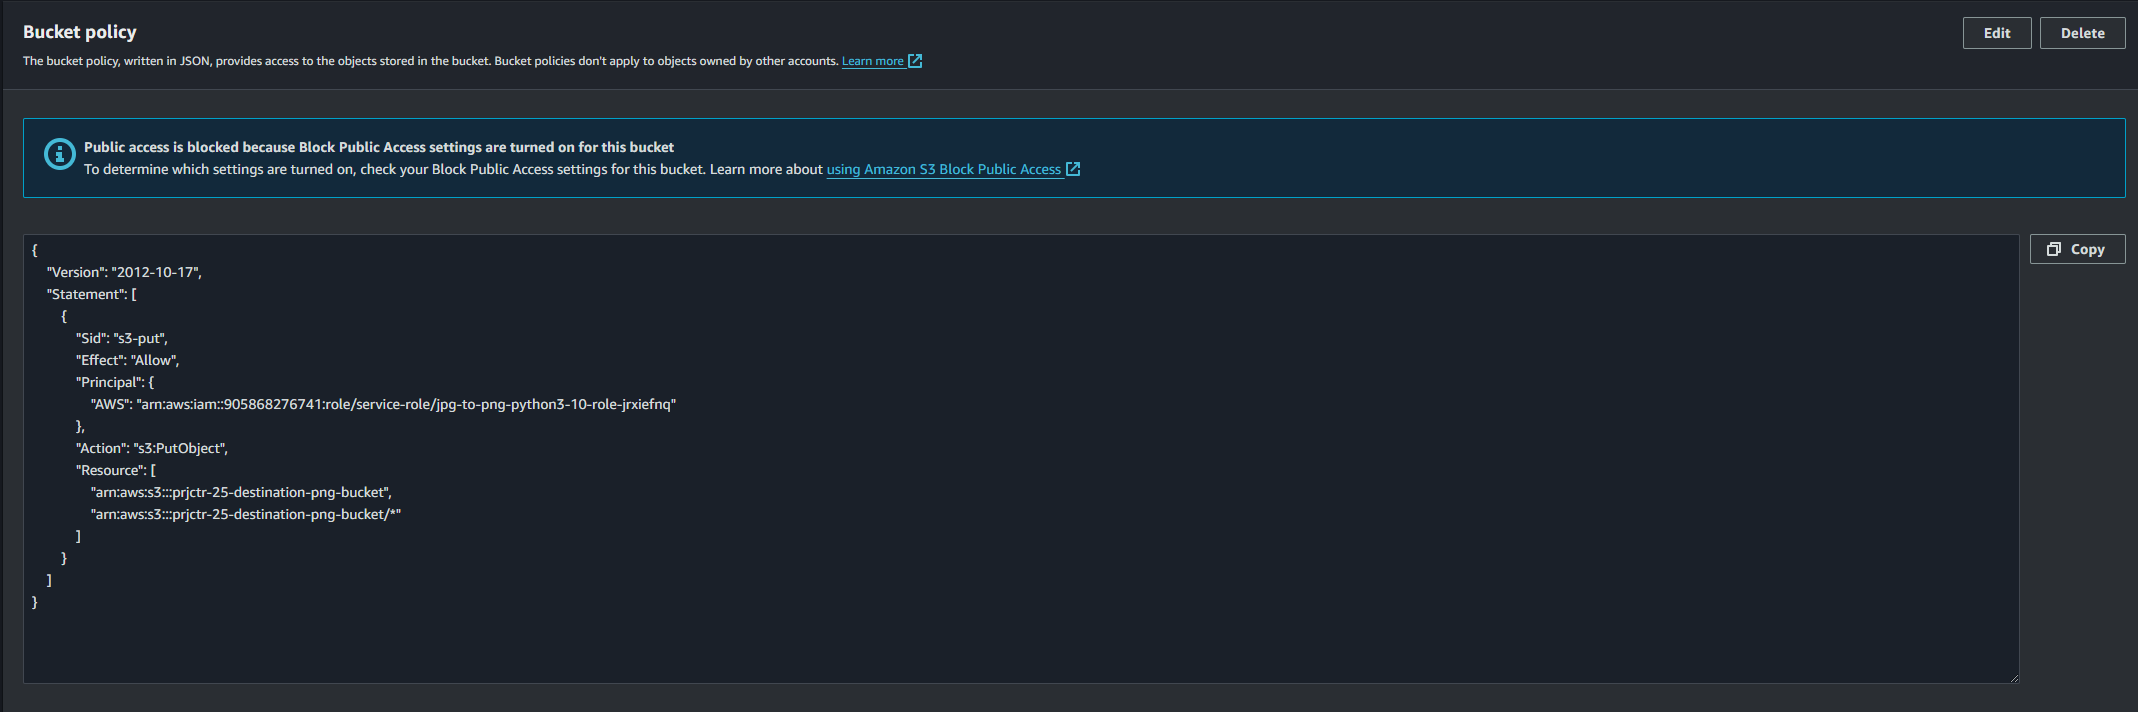 Bucket policy
Edit
Delete
The bucket policy, written in JSON, provides access to the objects stored in the bucket. Bucket policies don't apply to objects owned by other accounts. Learn more
Public access is blocked because Block Public Access settings are turned on for this bucket
To determine which settings are turned on, check your Block Public Access settings for this bucket. Learn more about using Amazon S3 Block Public Access
Copy
{
"Version": "2012-10-17",
"Statement": [
{
"Sid": "s3-put",
"Effect": "Allow",
"Principal": {
"AWS": "arn:aws:iam::905868276741:role/service-role/jpg-to-png-python3-10-role-jrxiefnq"
},
"Action": "s3:PutObject",
"Resource": [
"arn:aws:s3:::prjctr-25-destination-png-bucket",
"arn:aws:s3:::prjctr-25-destination-png-bucket/*"
]
}
]
}